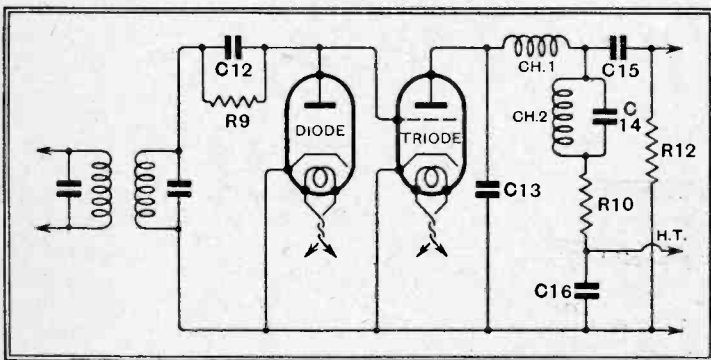 C12
R9
DIODE
TRIODE
CH.1
C15
CH.2
C
14
R12
C13
R10
H.T.
C16